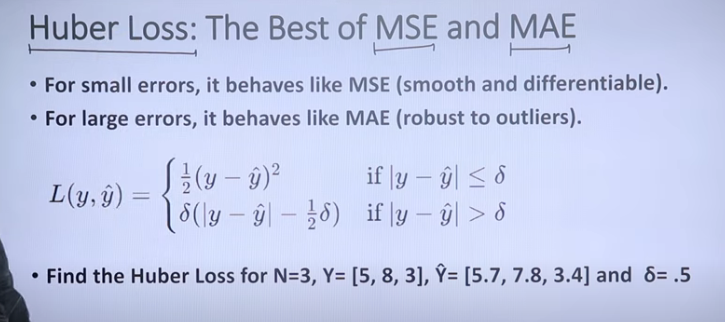 Huber Loss: The Best of MSE and MAE
• For small errors, it behaves like MSE (smooth and differentiable).
• For large errors, it behaves like MAE (robust to outliers).
L(y, ŷ) = { ½(y − ŷ)² if |y − ŷ| ≤ δ
δ(|y − ŷ| − ½δ) if |y − ŷ| > δ
• Find the Huber Loss for N=3, Y= [5, 8, 3], Ŷ= [5.7, 7.8, 3.4] and δ= .5